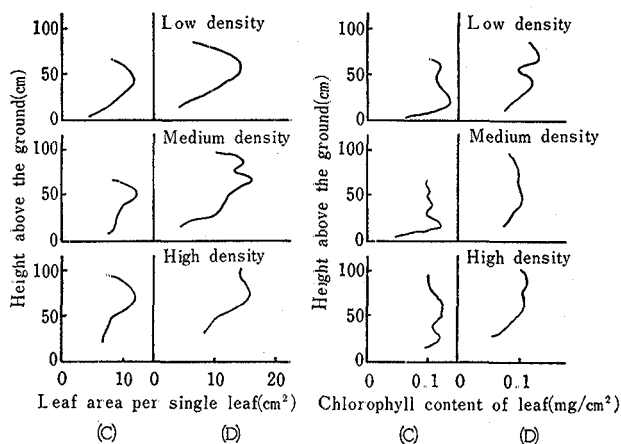 Low density
Medium density
High density
100
50
0
100
50
0
100
50
0
Height above the ground(cm)
0 10 0 10 20
Leaf area per single leaf(cm²)
(C) (D)
Low density
Medium density
High density
100
50
0
100
50
0
100
50
0
Height above the ground(cm)
0 0.1 0 0.1
Chlorophyll content of leaf(mg/cm²)
(C) (D)